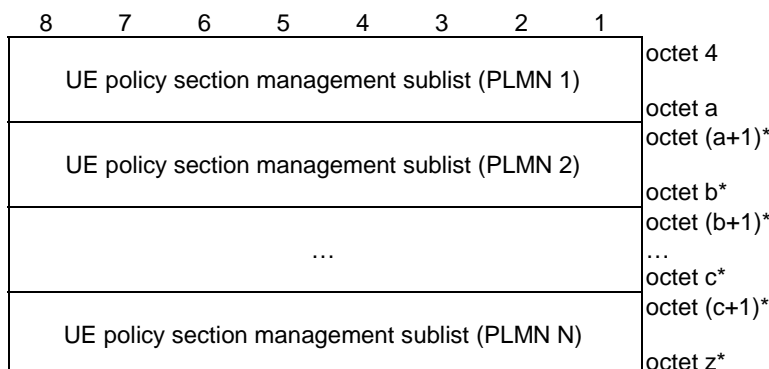 8 7 6 5 4 3 2 1
octet 4
UE policy section management sublist (PLMN 1)
octet a
octet (a+1)*
UE policy section management sublist (PLMN 2)
octet b*
octet (b+1)*
… …
octet c*
octet (c+1)*
UE policy section management sublist (PLMN N)
octet z*